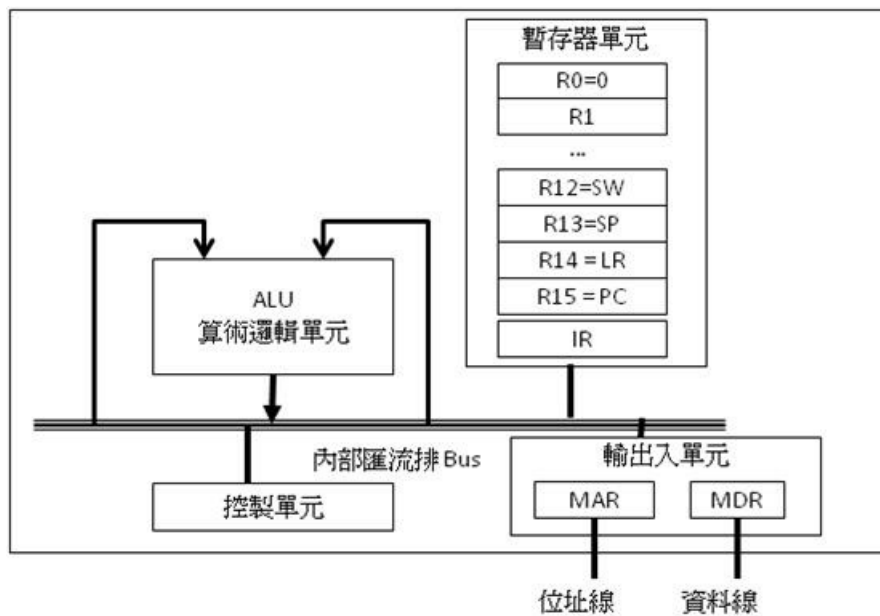 暫存器單元
R0=0
R1
...
R12=SW
R13=SP
R14 = LR
R15 = PC
IR
ALU
算術邏輯單元
內部匯流排 Bus
控製單元
輸出入單元
MAR
MDR
位址線
資料線